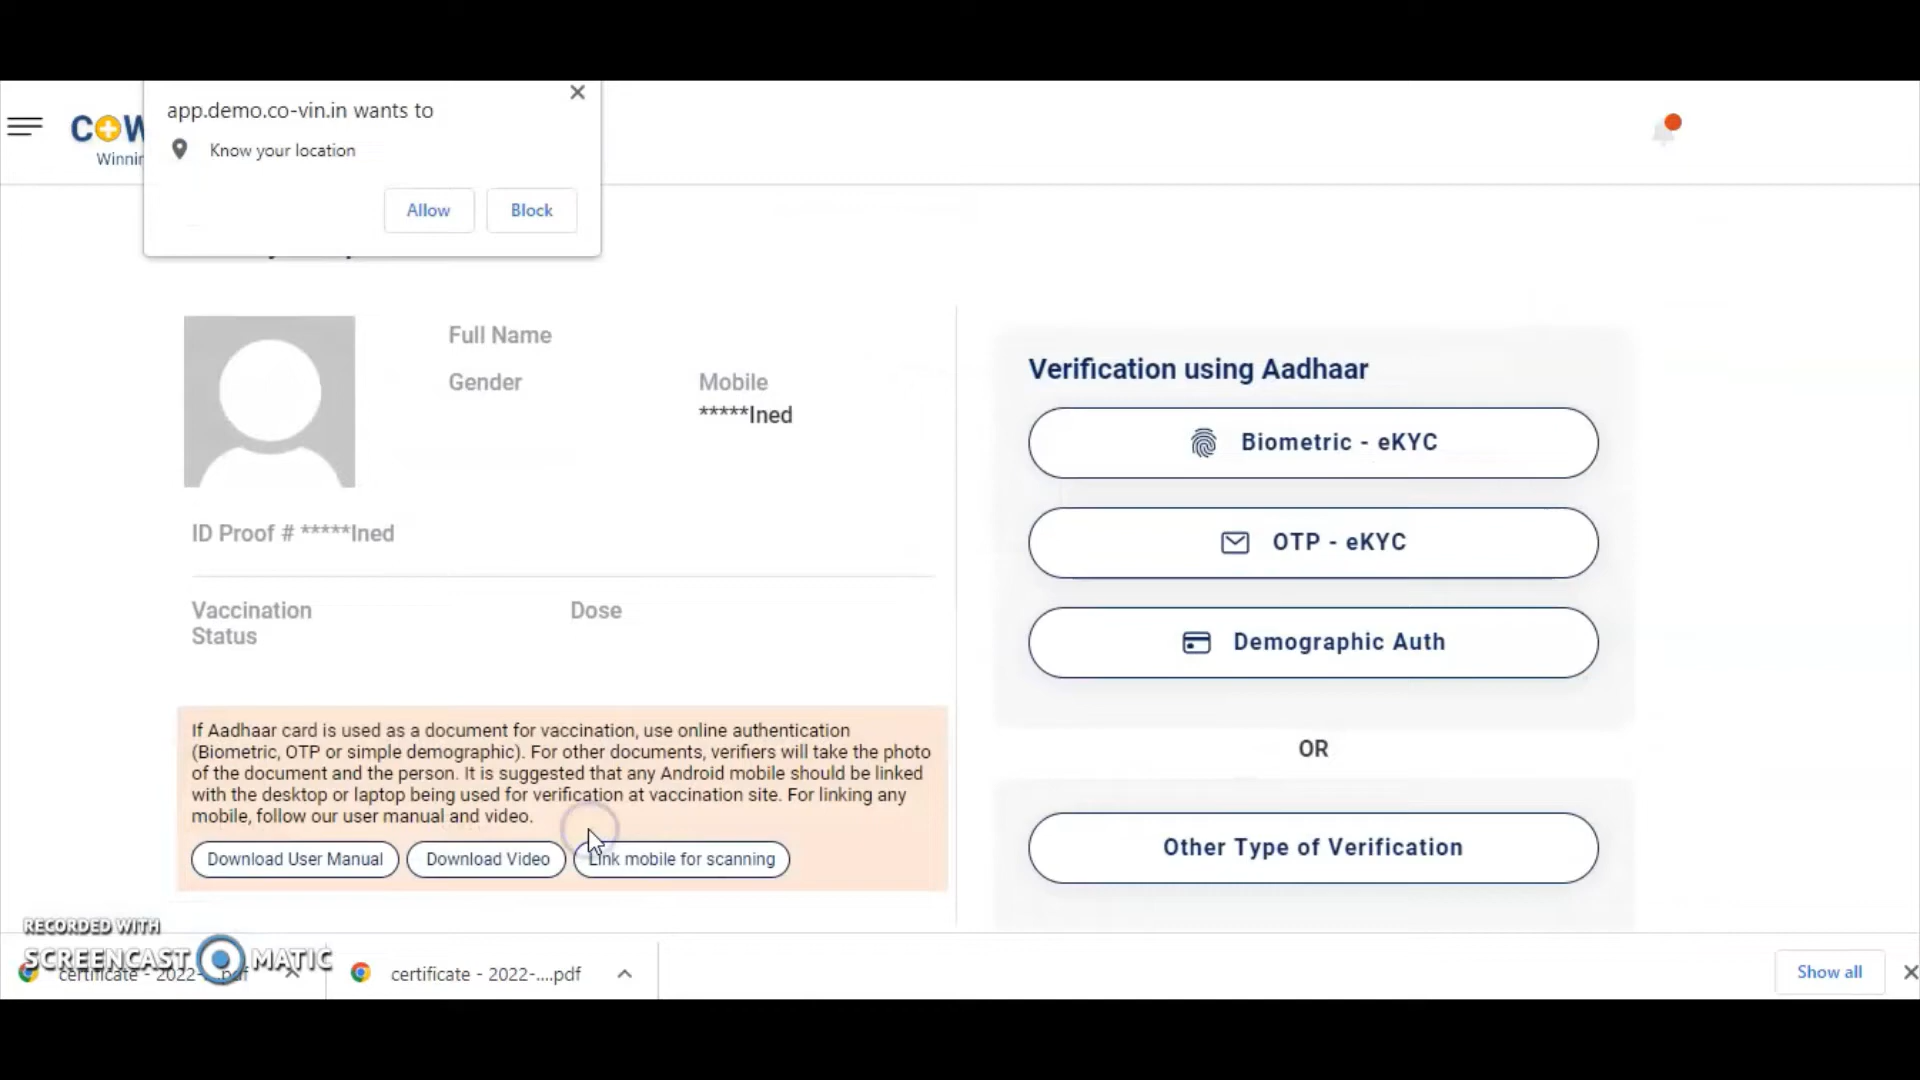 app.demo.co-vin.in wants to
Know your location
Allow
Block
Winnin
Full Name
Gender
Mobile
*****Ined
ID Proof # *****Ined
Vaccination
Status
Dose
If Aadhaar card is used as a document for vaccination, use online authentication
(Biometric, OTP or simple demographic). For other documents, verifiers will take the photo
of the document and the person. It is suggested that any Android mobile should be linked
with the desktop or laptop being used for verification at vaccination site. For linking any
mobile, follow our user manual and video.
Download User Manual
Download Video
Link mobile for scanning
Verification using Aadhaar
Biometric - eKYC
OTP - eKYC
Demographic Auth
OR
Other Type of Verification
RECORDED WITH
SCREENCAST MATIC
certificate - 2022-....pdf
certificate - 2022-....pdf
Show all